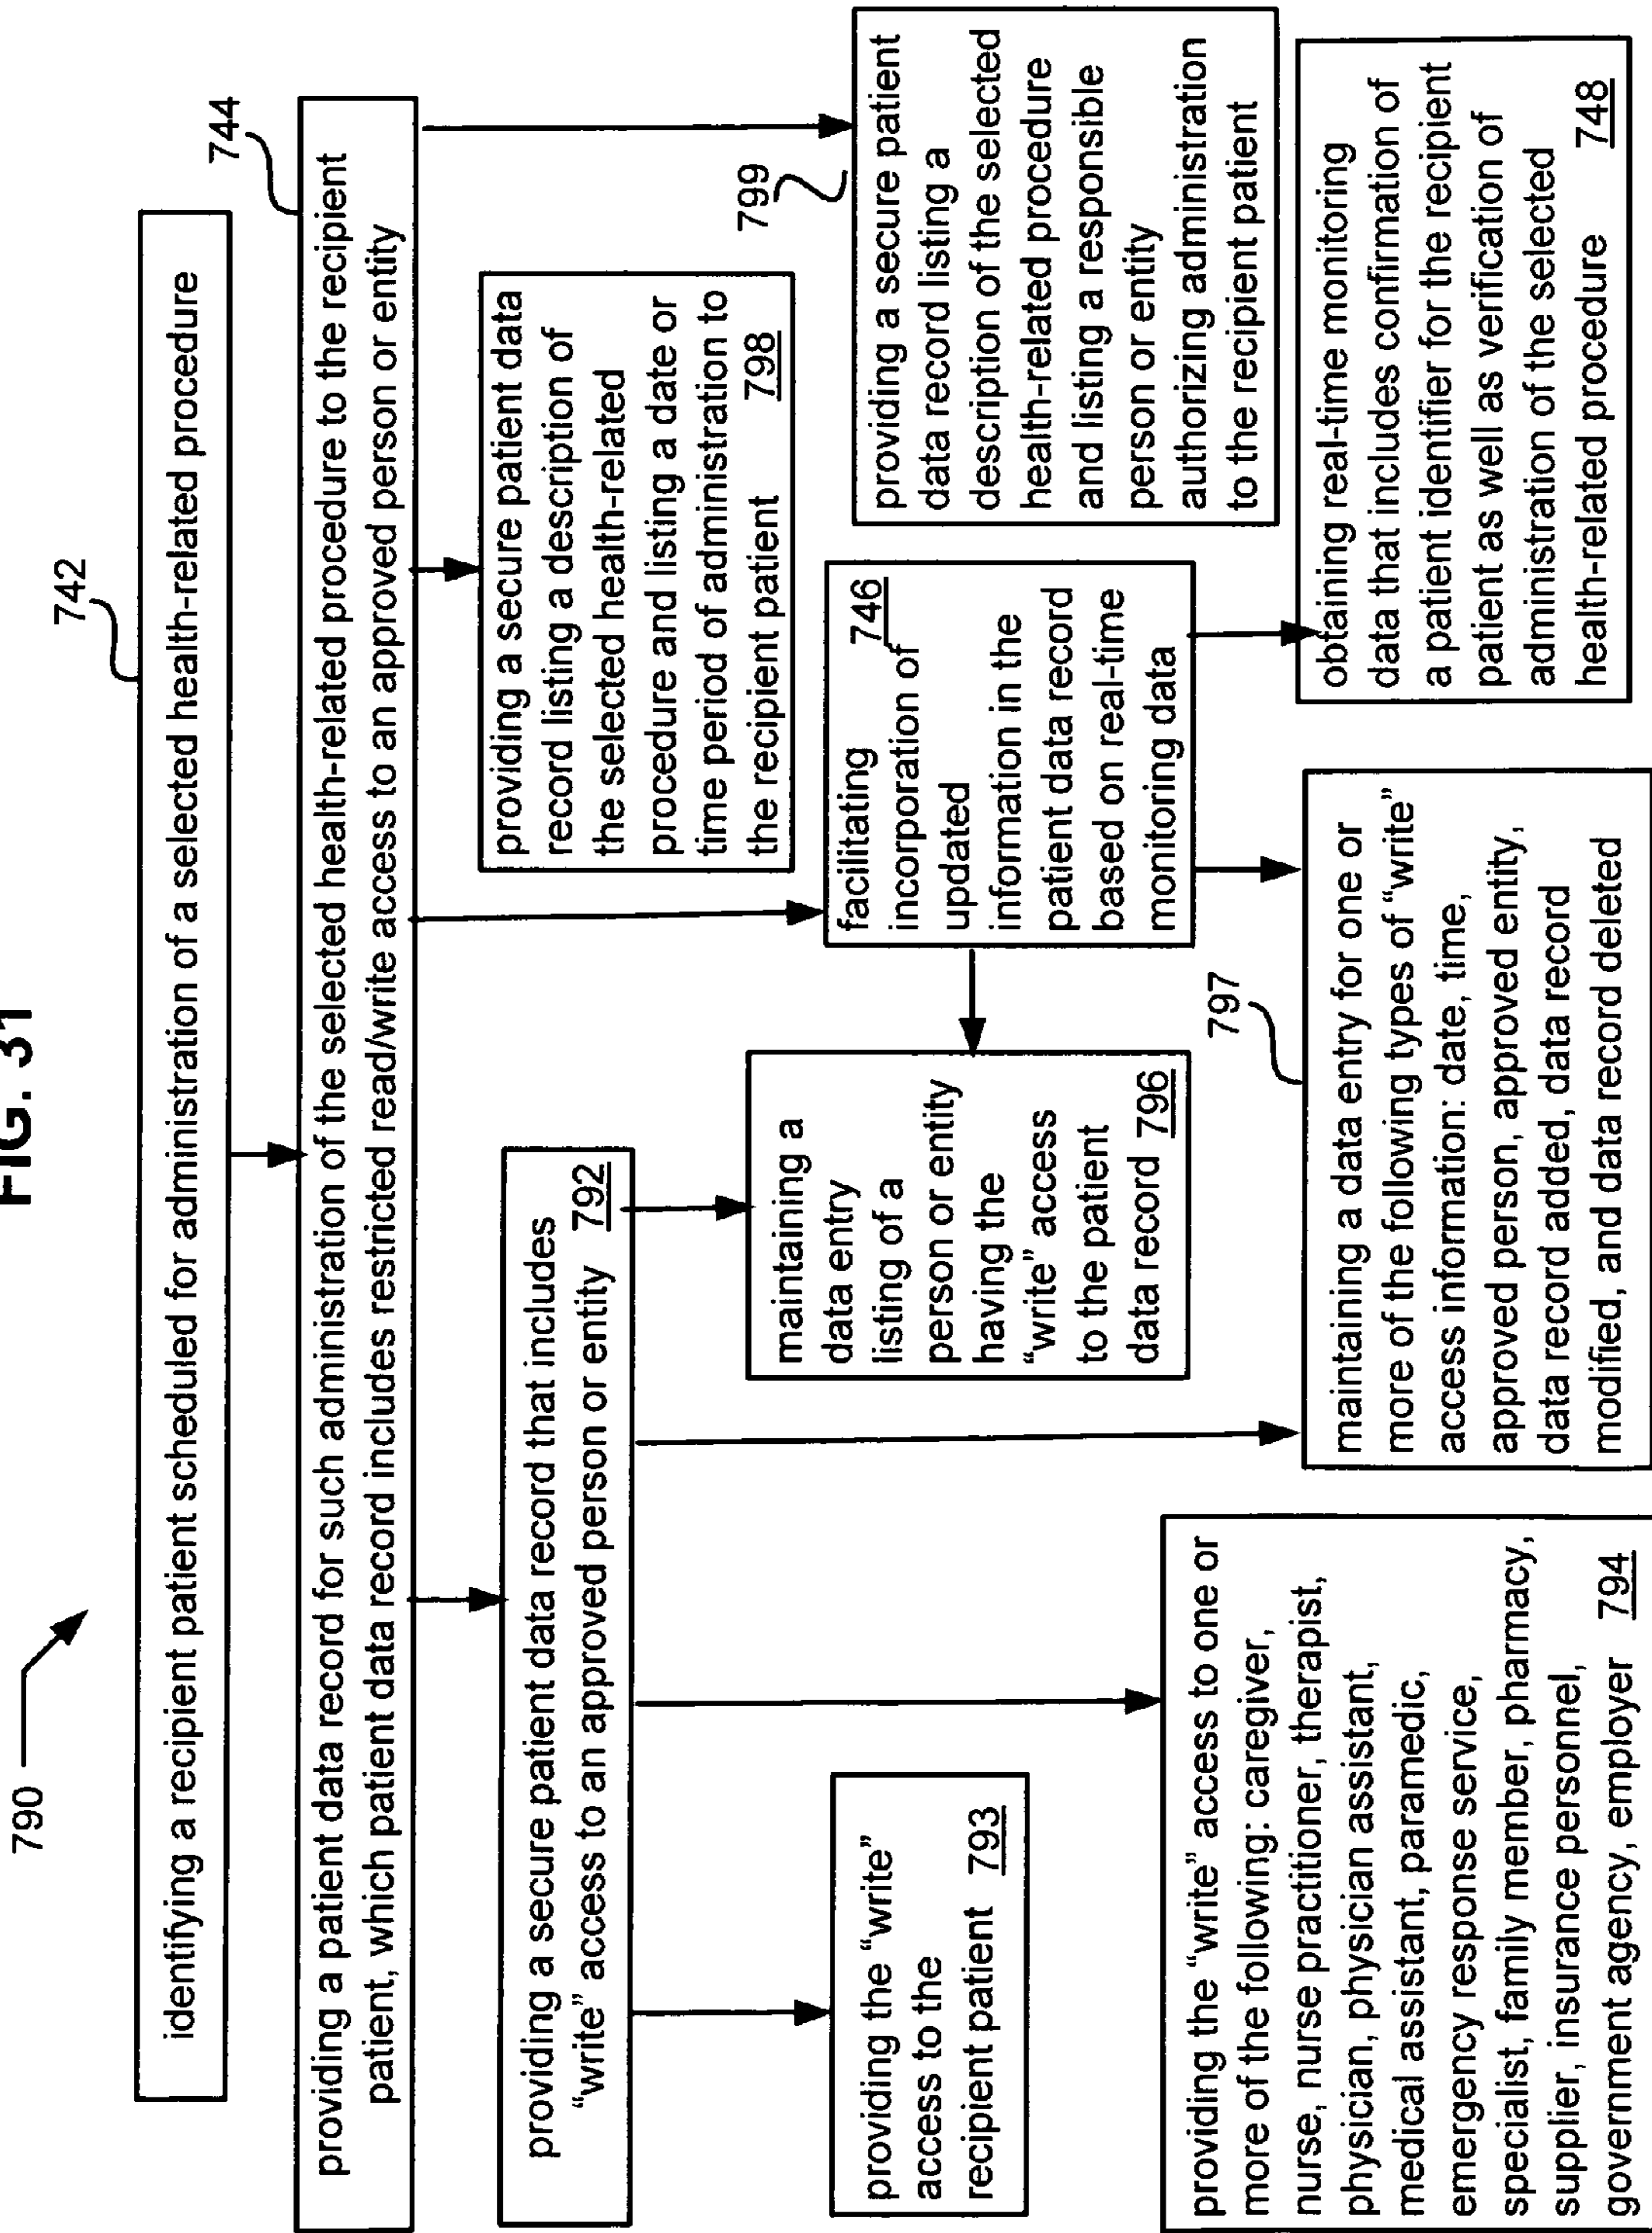 FIG. 31
790
742
identifying a recipient patient scheduled for administration of a selected health-related procedure
744
providing a patient data record for such administration of the selected health-related procedure to the recipient
patient, which patient data record includes restricted read/write access to an approved person or entity
providing a secure patient data record that includes
“write” access to an approved person or entity 792
providing a secure patient data
record listing a description of
the selected health-related
procedure and listing a date or
time period of administration to
the recipient patient 798
799
providing a secure patient
data record listing a
description of the selected
health-related procedure
and listing a responsible
person or entity
authorizing administration
to the recipient patient
providing the “write”
access to the
recipient patient 793
maintaining a
data entry
listing of a
person or entity
having the
“write” access
to the patient
data record 796
facilitating 746
incorporation of
updated
information in the
patient data record
based on real-time
monitoring data
providing the “write” access to one or
more of the following: caregiver,
nurse, nurse practitioner, therapist,
physician, physician assistant,
medical assistant, paramedic,
emergency response service,
specialist, family member, pharmacy,
supplier, insurance personnel,
government agency, employer 794
797
maintaining a data entry for one or
more of the following types of “write”
access information: date, time,
approved person, approved entity,
data record added, data record
modified, and data record deleted
obtaining real-time monitoring
data that includes confirmation of
a patient identifier for the recipient
patient as well as verification of
administration of the selected
health-related procedure 748